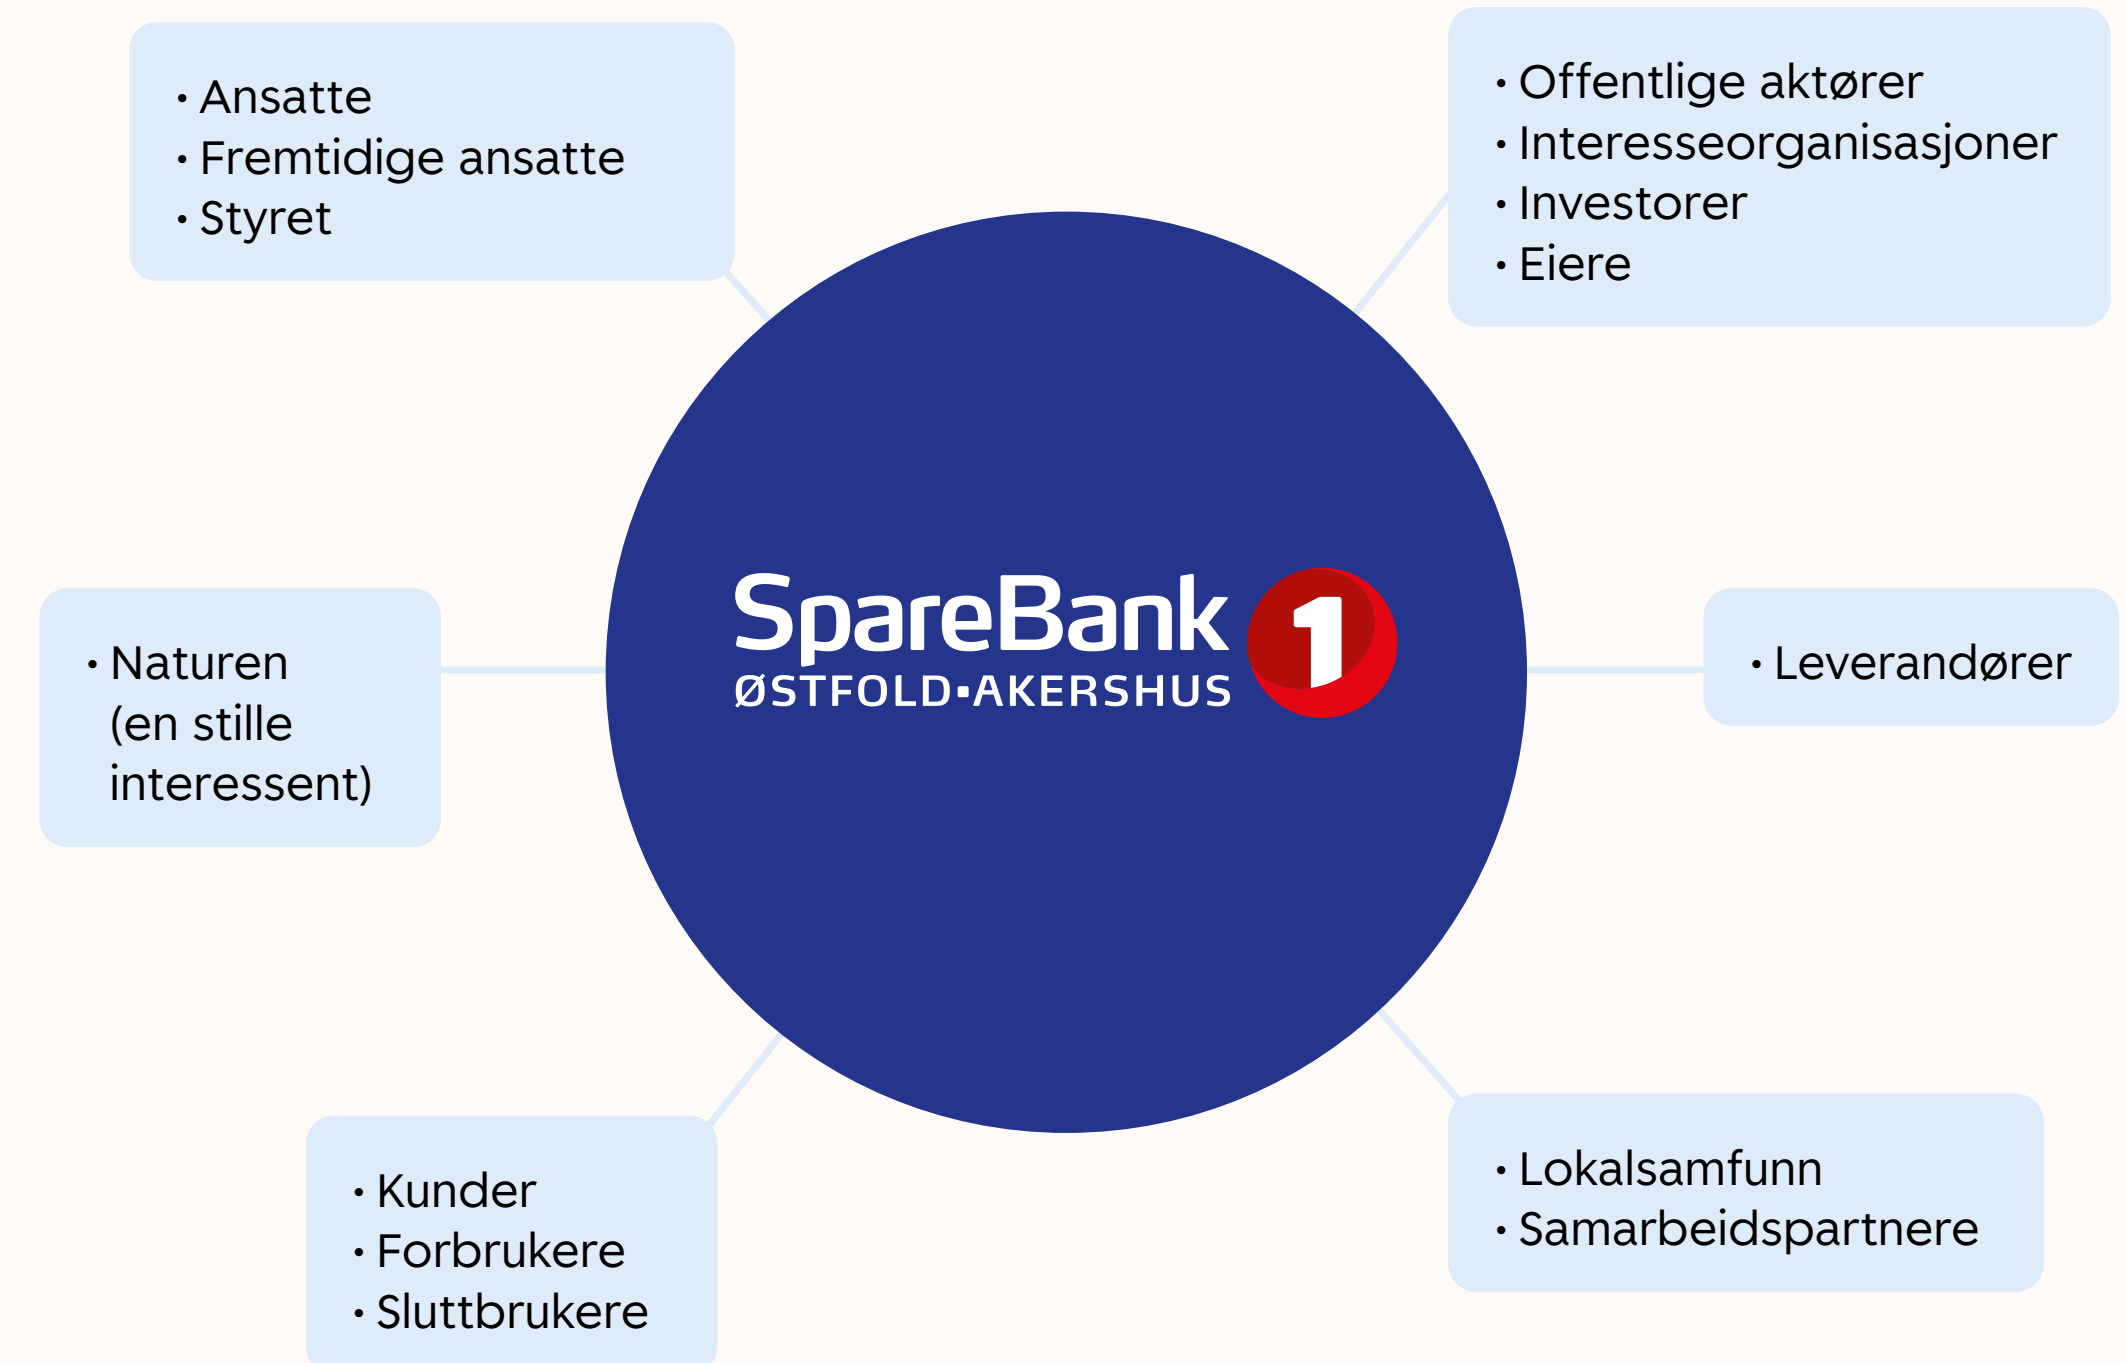 · Ansatte
· Fremtidige ansatte
· Styret
· Offentlige aktører
· Interesseorganisasjoner
· Investorer
· Eiere
· Naturen
(en stille
interessent)
SpareBank 1
ØSTFOLD·AKERSHUS
· Leverandører
· Kunder
· Forbrukere
· Sluttbrukere
· Lokalsamfunn
· Samarbeidspartnere